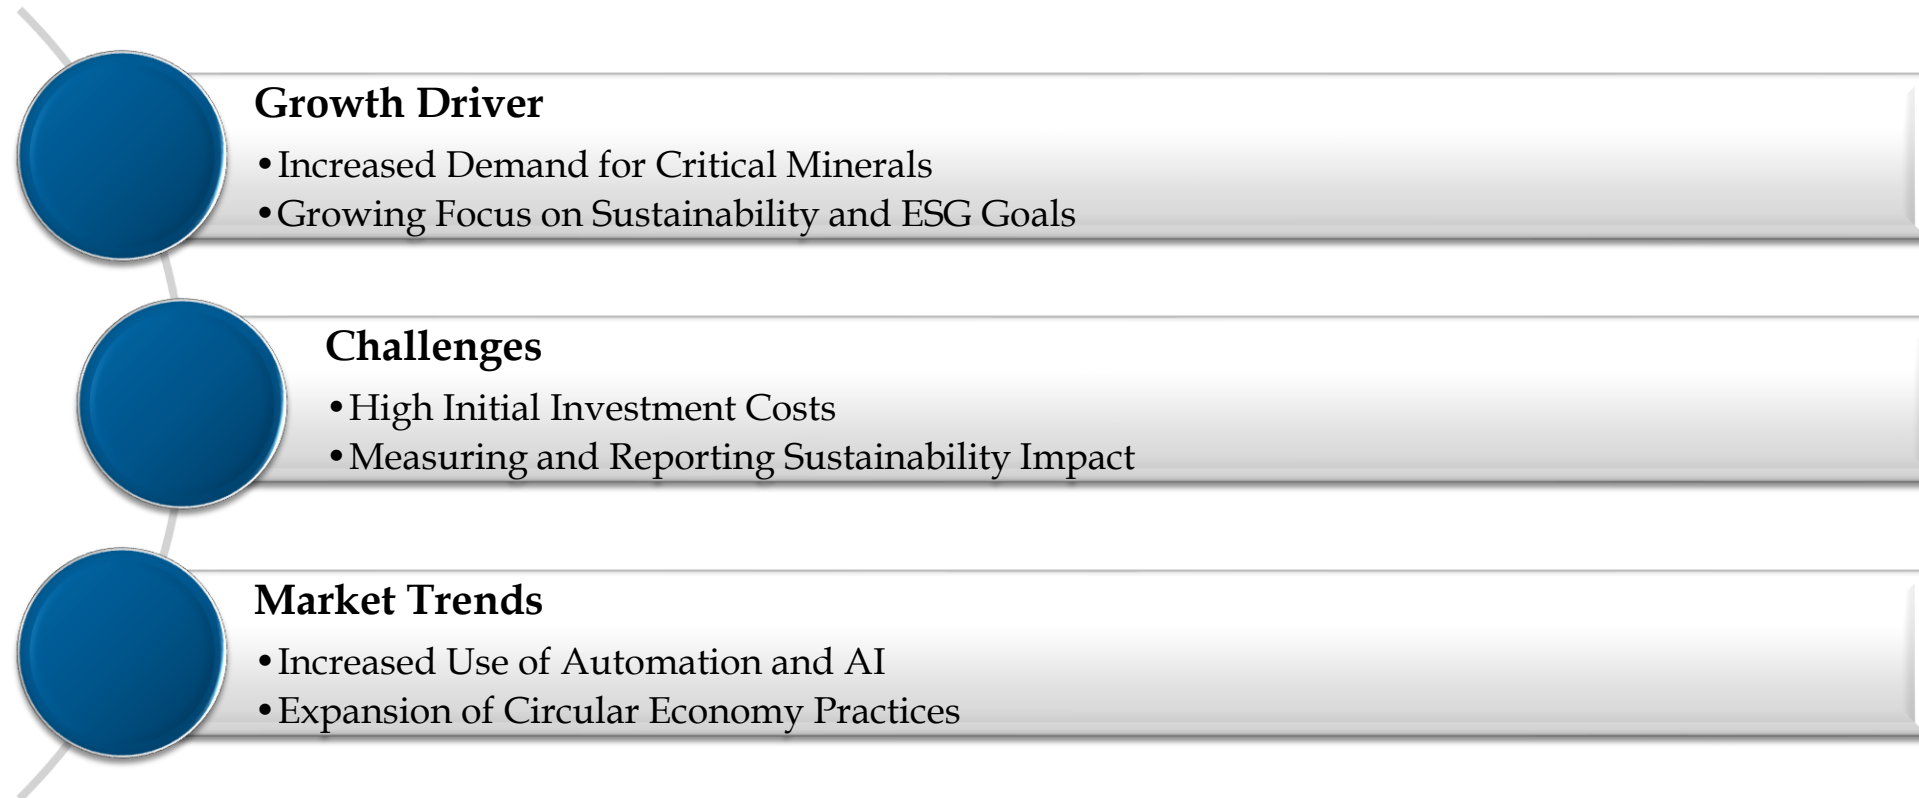 Growth Driver
•Increased Demand for Critical Minerals
•Growing Focus on Sustainability and ESG Goals
Challenges
•High Initial Investment Costs
•Measuring and Reporting Sustainability Impact
Market Trends
•Increased Use of Automation and AI
•Expansion of Circular Economy Practices